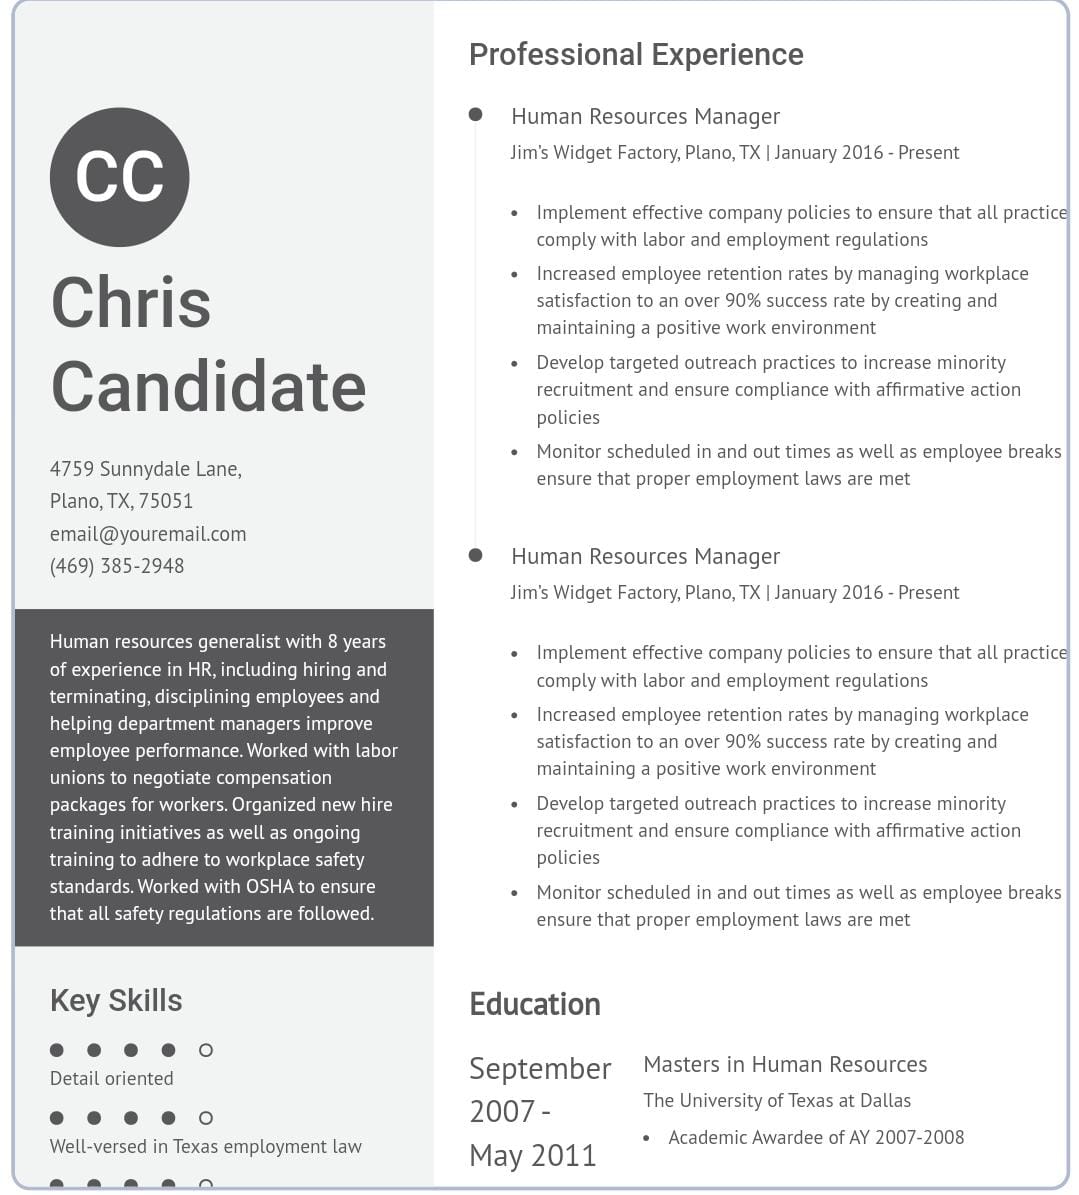 CC
Chris
Candidate
4759 Sunnydale Lane,
Plano, TX, 75051
email@youremail.com
(469) 385-2948
Human resources generalist with 8 years
of experience in HR, including hiring and
terminating, disciplining employees and
helping department managers improve
employee performance. Worked with labor
unions to negotiate compensation
packages for workers. Organized new hire
training initiatives as well as ongoing
training to adhere to workplace safety
standards. Worked with OSHA to ensure
that all safety regulations are followed.
Key Skills
Detail oriented
Well-versed in Texas employment law
Professional Experience
Human Resources Manager
Jim's Widget Factory, Plano, TX | January 2016 - Present
• Implement effective company policies to ensure that all practice
comply with labor and employment regulations
• Increased employee retention rates by managing workplace
satisfaction to an over 90% success rate by creating and
maintaining a positive work environment
• Develop targeted outreach practices to increase minority
recruitment and ensure compliance with affirmative action
policies
• Monitor scheduled in and out times as well as employee breaks
ensure that proper employment laws are met
Human Resources Manager
Jim's Widget Factory, Plano, TX | January 2016 - Present
• Implement effective company policies to ensure that all practice
comply with labor and employment regulations
• Increased employee retention rates by managing workplace
satisfaction to an over 90% success rate by creating and
maintaining a positive work environment
• Develop targeted outreach practices to increase minority
recruitment and ensure compliance with affirmative action
policies
• Monitor scheduled in and out times as well as employee breaks
ensure that proper employment laws are met
Education
September
2007 -
May 2011
Masters in Human Resources
The University of Texas at Dallas
• Academic Awardee of AY 2007-2008